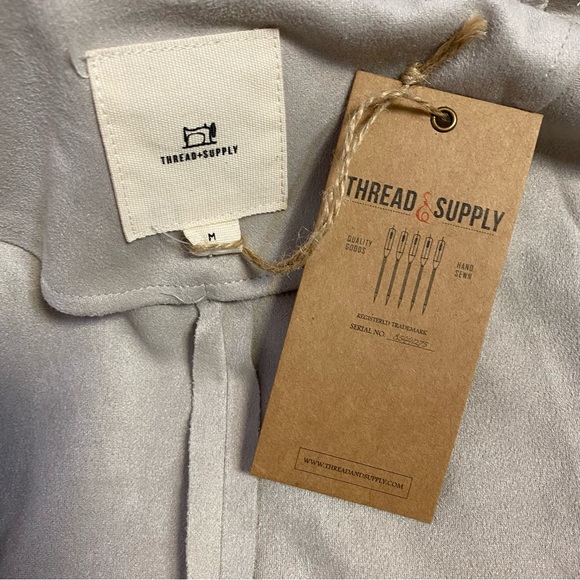 THREAD+SUPPLY
M
THREAD & SUPPLY
QUALITY
GOODS
HAND
SEWN
REGISTERED TRADEMARK
SERIAL NO.
WWW.THREADANDSUPPLY.COM